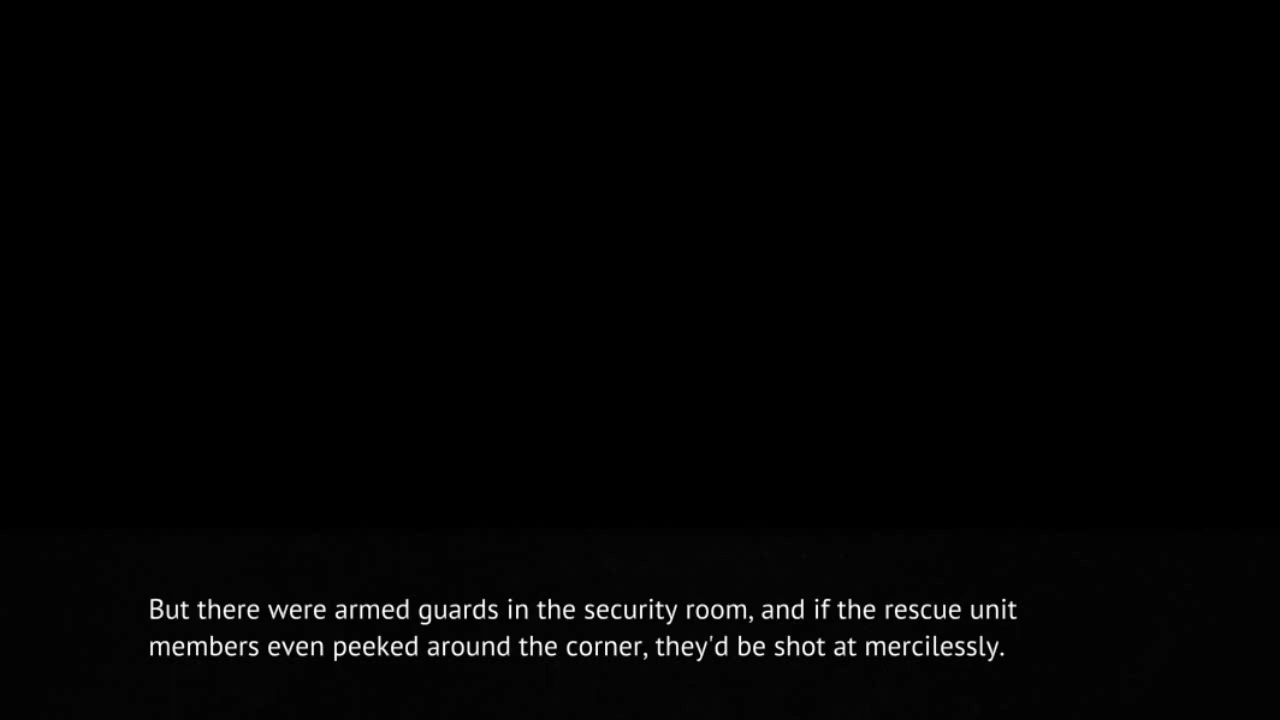 But there were armed guards in the security room, and if the rescue unit
members even peeked around the corner, they'd be shot at mercilessly.